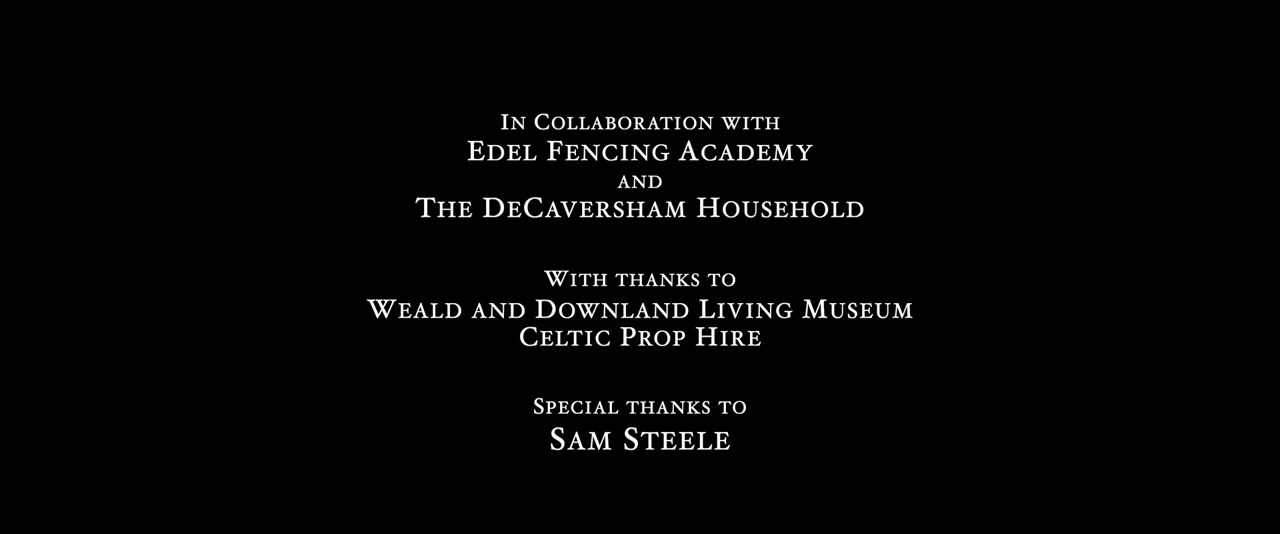 In Collaboration with
Edel Fencing Academy
and
The DeCaversham Household
With thanks to
Weald and Downland Living Museum
Celtic Prop Hire
Special thanks to
Sam Steele